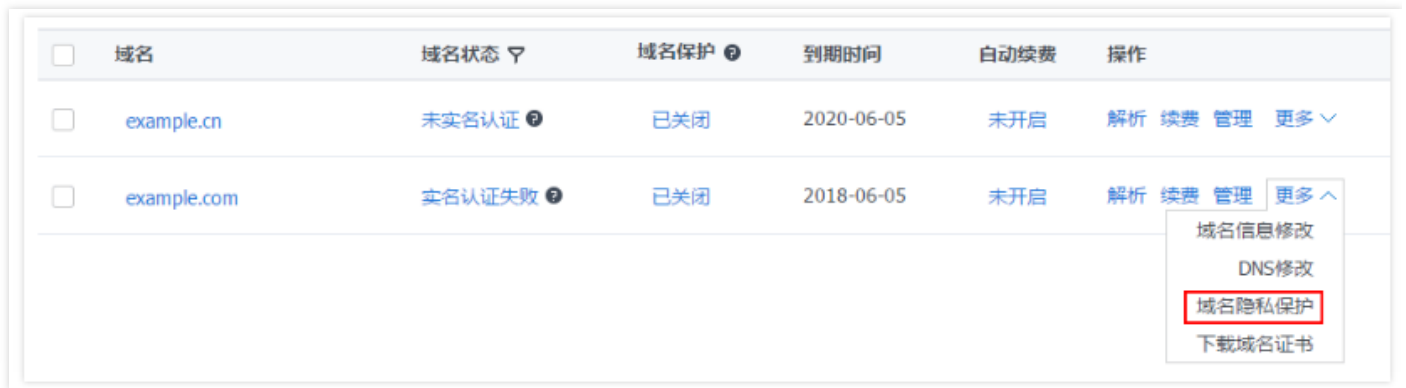 域名 域名状态 域名保护 到期时间 自动续费 操作
example.cn 未实名认证 已关闭 2020-06-05 未开启 解析 续费 管理 更多
example.com 实名认证失败 已关闭 2018-06-05 未开启 解析 续费 管理 更多
域名信息修改
DNS修改
域名隐私保护
下载域名证书